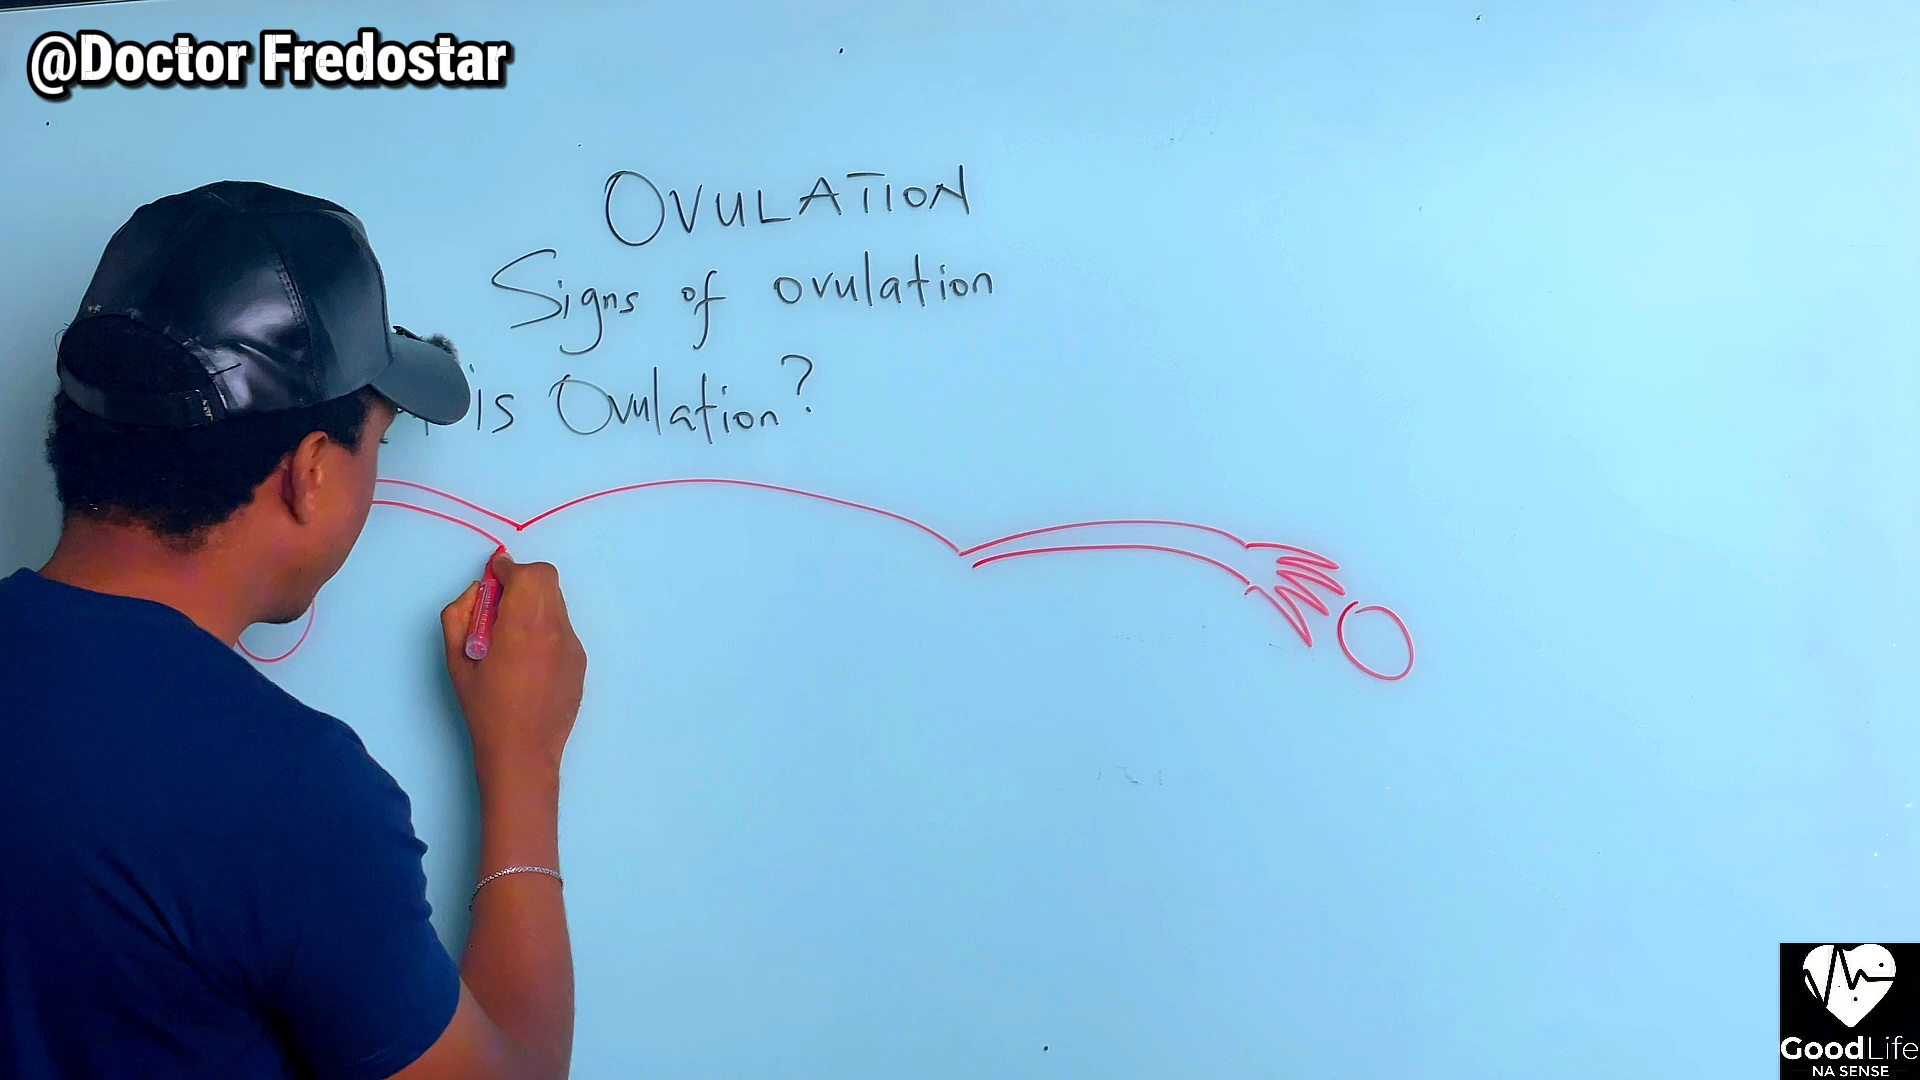 @Doctor Fredostar
OVULATION
Signs of ovulation
is Ovulation?
GoodLife
NA SENSE